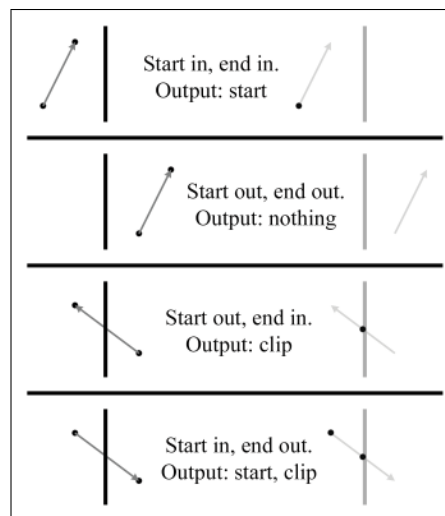 Start in, end in.
Output: start
Start out, end out.
Output: nothing
Start out, end in.
Output: clip
Start in, end out.
Output: start, clip